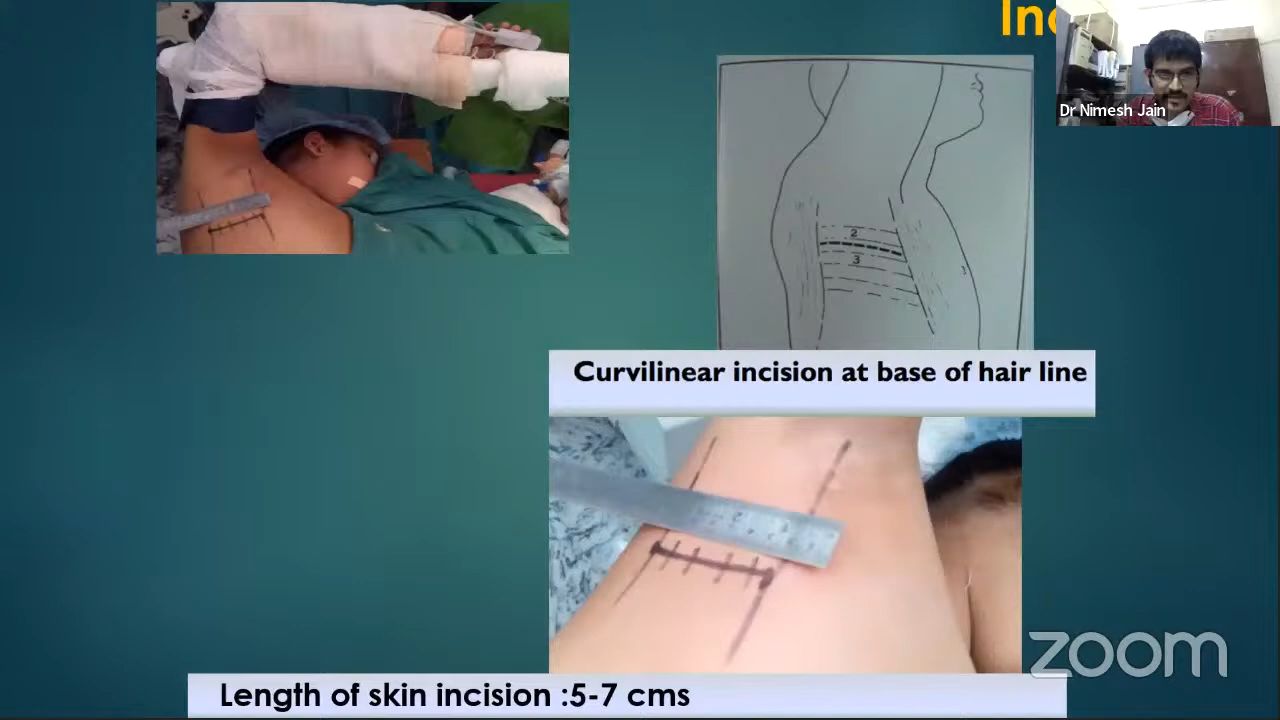 Dr Nimesh Jain
2
3
Curvilinear incision at base of hair line
zoom
Length of skin incision :5-7 cms